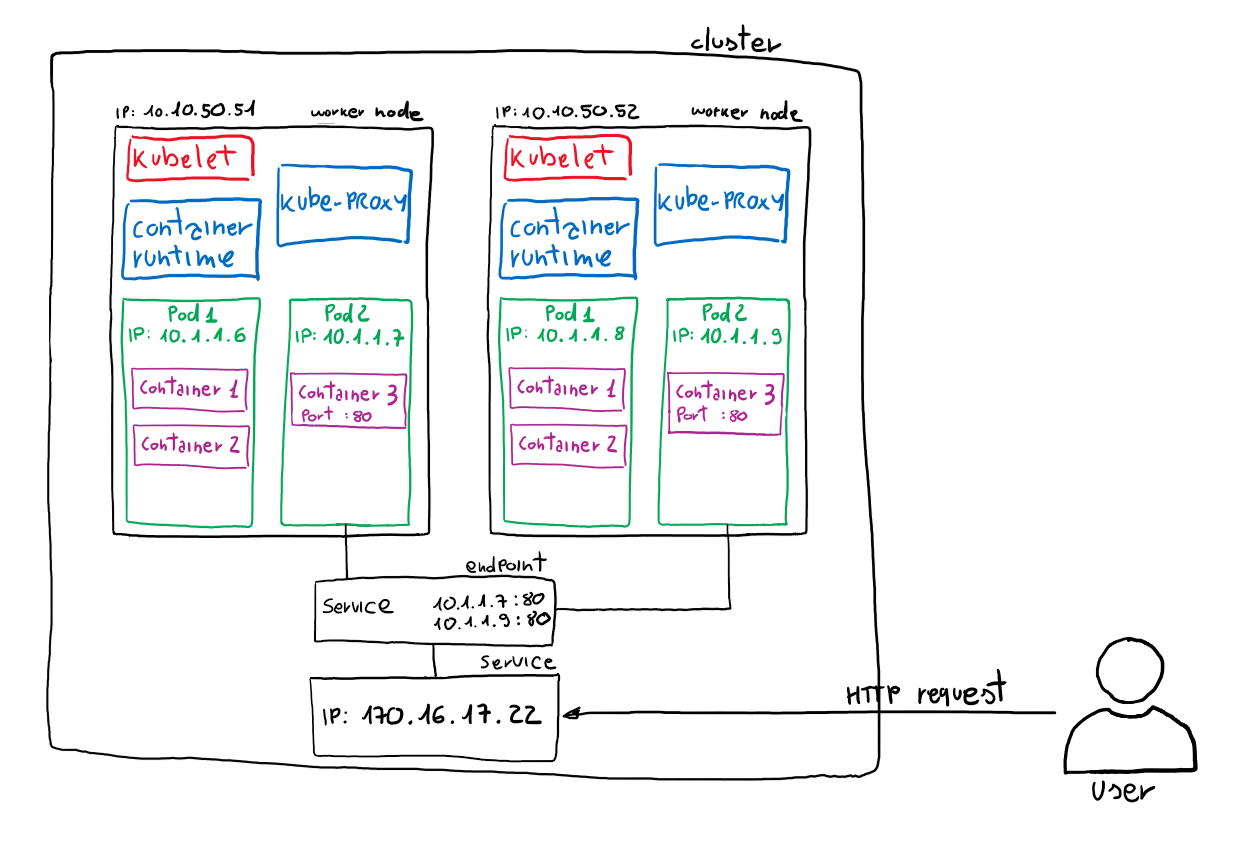 cluster
IP: 10.10.50.51 worker node
Kubelet
Kube-Proxy
container
runtime
Pod 1
IP: 10.1.1.6
Container 1
Container 2
Pod 2
IP: 10.1.1.7
Container 3
Port :80
IP: 10.10.50.52 worker node
Kubelet
Kube-Proxy
container
runtime
Pod 1
IP: 10.1.1.8
Container 1
Container 2
Pod 2
IP: 10.1.1.9
Container 3
Port :80
endpoint
Service 10.1.1.7:80
10.1.1.9:80
Service
IP: 170.16.17.22
HTTP request
User